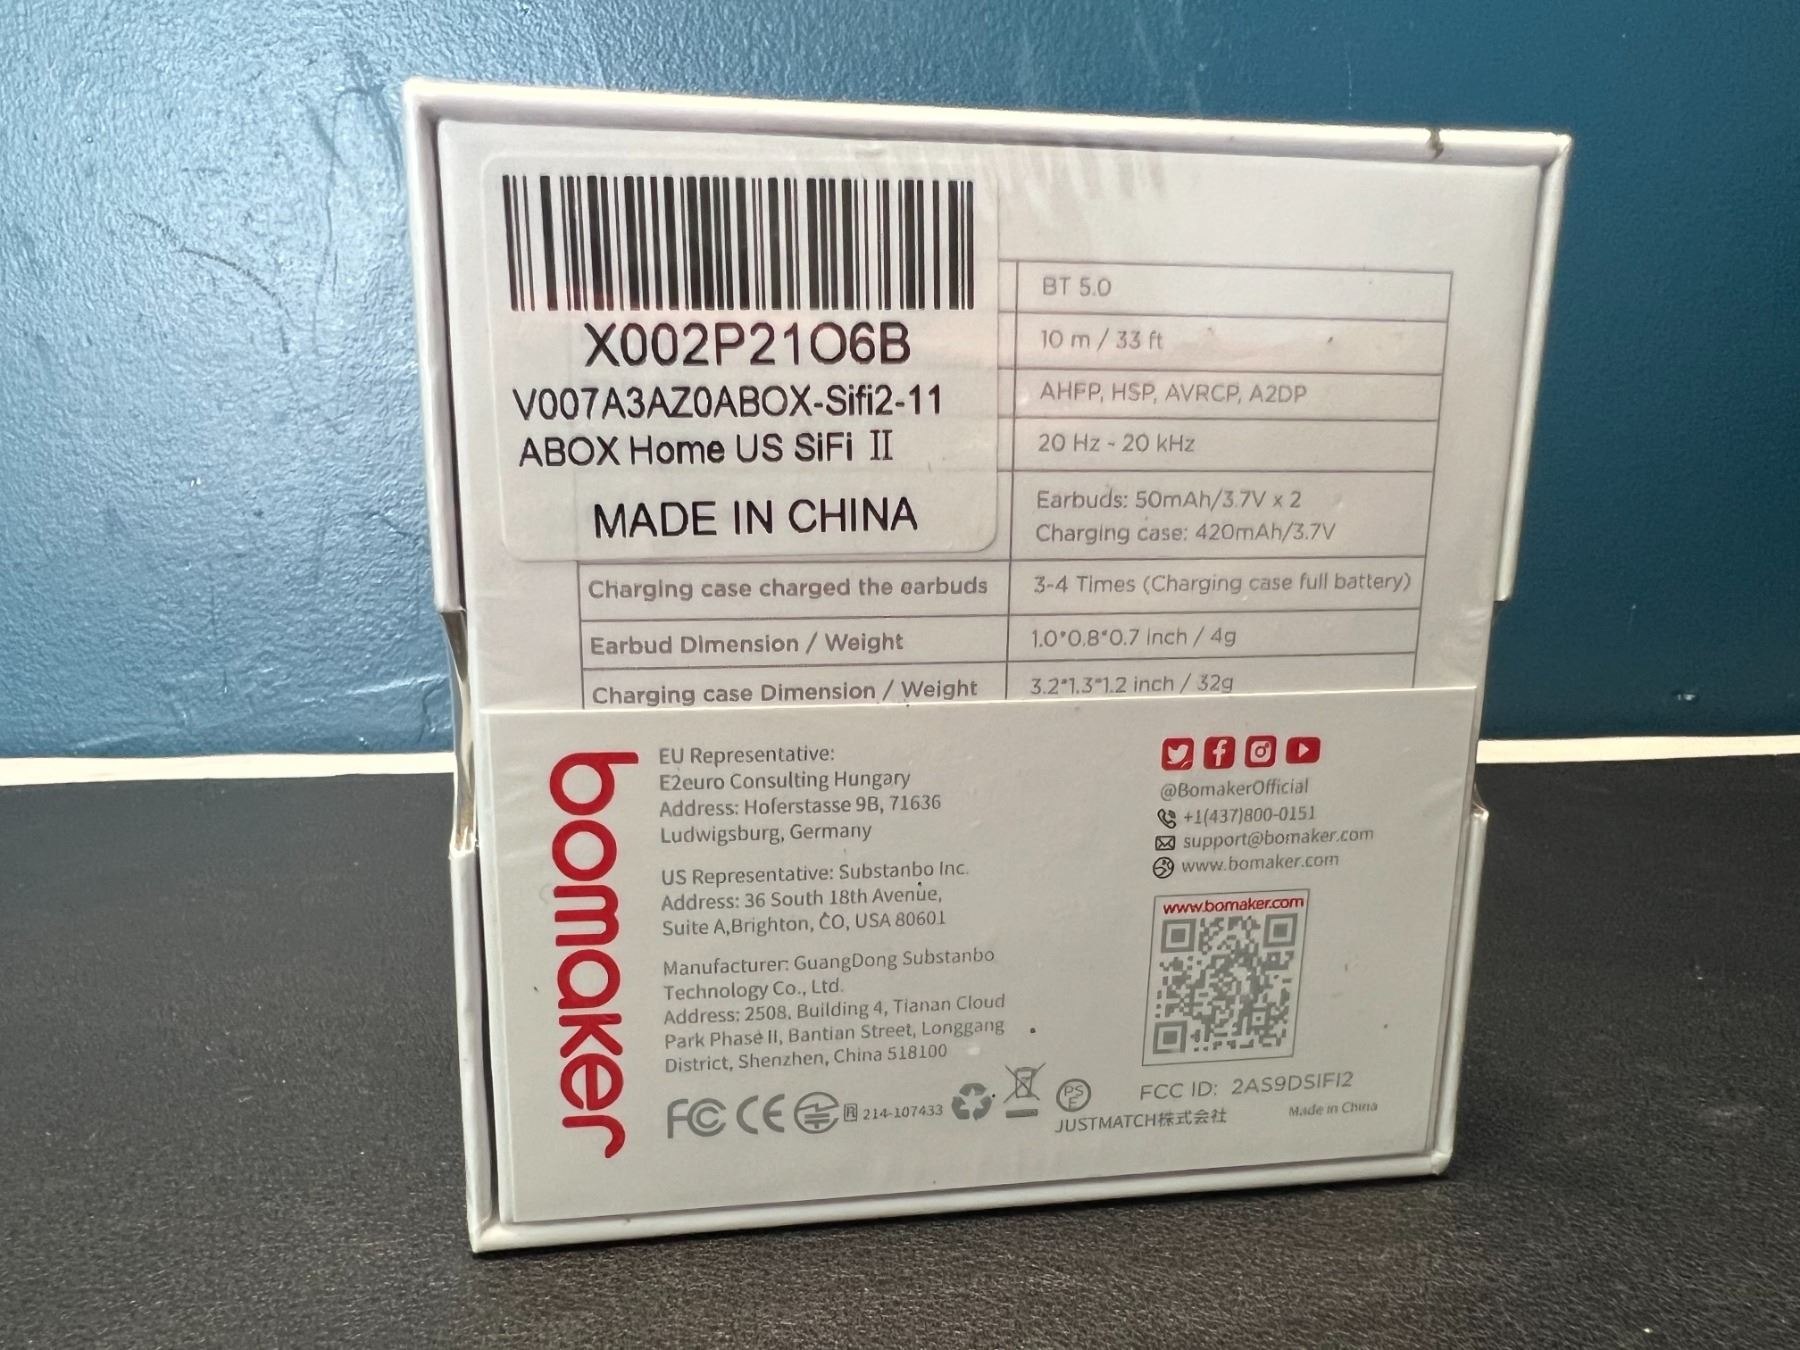 X002P21O6B
V007A3AZ0ABOX-Sifi2-11
ABOX Home US SiFi II
MADE IN CHINA
BT 5.0
10 m / 33 ft
AHFP, HSP, AVRCP, A2DP
20 Hz ~ 20 kHz
Earbuds: 50mAh/3.7V x 2
Charging case: 420mAh/3.7V
Charging case charged the earbuds
3-4 Times (Charging case full battery)
Earbud Dimension / Weight
1.0*0.8*0.7 inch / 4g
Charging case Dimension / Weight
3.2*1.3*1.2 inch / 32g
bomaker
EU Representative:
E2euro Consulting Hungary
Address: Hoferstasse 9B, 71636
Ludwigsburg, Germany
US Representative: Substanbo Inc.
Address: 36 South 18th Avenue,
Suite A,Brighton, CO, USA 80601
Manufacturer: GuangDong Substanbo
Technology Co., Ltd.
Address: 2508, Building 4, Tianan Cloud
Park Phase II, Bantian Street, Longgang
District, Shenzhen, China 518100
FC CE R 214-107433
PSE
JUSTMATCH株式会社
@BomakerOfficial
+1(437)800-0151
support@bomaker.com
www.bomaker.com
www.bomaker.com
FCC ID: 2AS9DSIFI2
Made in China